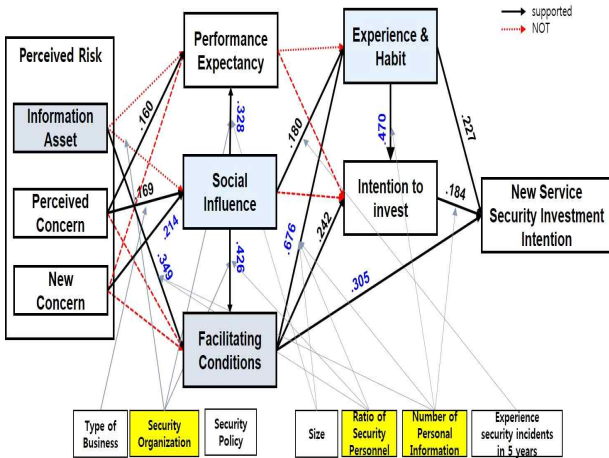 supported
NOT
Perceived Risk
Performance
Expectancy
Experience &
Habit
Information
Asset
.160
.328
.180
.470
.227
Perceived
Concern
.169
Social
Influence
Intention to
invest
.184
New Service
Security Investment
Intention
.214
New
Concern
.349
.426
.676
.242
.305
Facilitating
Conditions
Type of
Business
Security
Organization
Security
Policy
Size
Ratio of
Security
Personnel
Number of
Personal
Information
Experience
security incidents
in 5 years